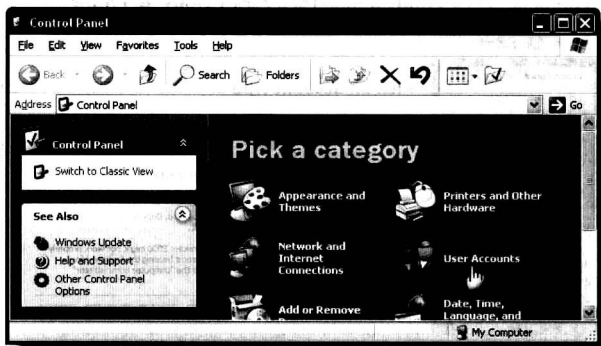 Control Panel
File Edit View Favorites Tools Help
Back Search Folders
Address Control Panel Go
Control Panel
Switch to Classic View
See Also
Windows Update
Help and Support
Other Control Panel
Options
Pick a category
Appearance and
Themes
Printers and Other
Hardware
Network and
Internet
Connections
User Accounts
Add or Remove
Date, Time,
Language, and
My Computer